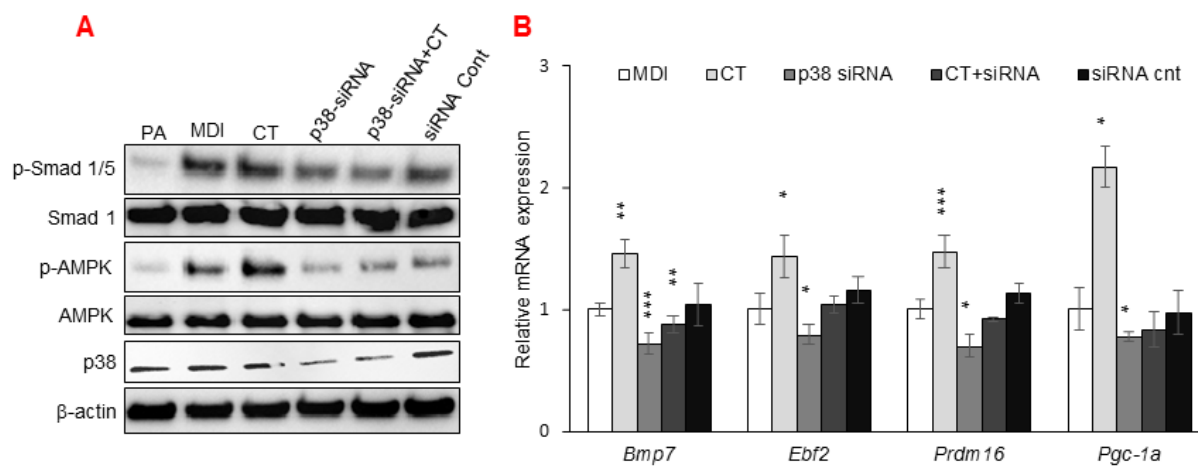 A
PA MDI CT p38-siRNA p38-siRNA+CT siRNA Cont
p-Smad 1/5
Smad 1
p-AMPK
AMPK
p38
β-actin
B
MDI CT p38 siRNA CT+siRNA siRNA cnt
Relative mRNA expression
3
2
1
0
** *** **
* *
*** *
* *
Bmp7 Ebf2 Prdm16 Pgc-1a